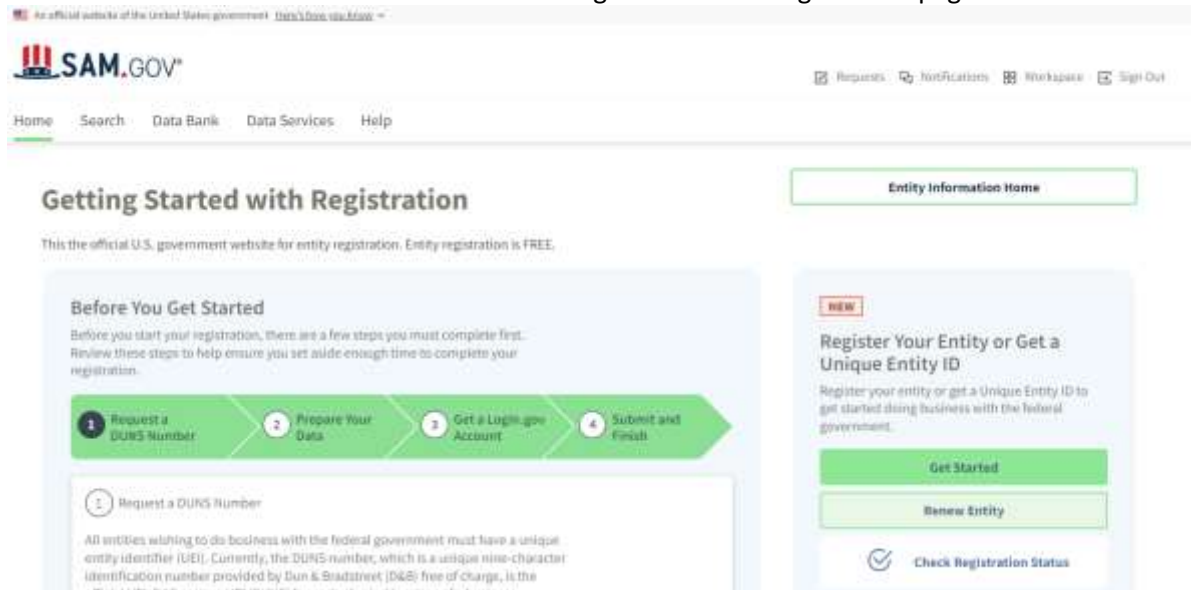 An official website of the United States government Here's how you know
SAM.GOV®
Requests Notifications Workspace Sign Out
Home Search Data Bank Data Services Help
Getting Started with Registration
Entity Information Home
This the official U.S. government website for entity registration. Entity registration is FREE.
Before You Get Started
Before you start your registration, there are a few steps you must complete first.
Review these steps to help ensure you set aside enough time to complete your
registration.
1 Request a
DUNS Number
2 Prepare Your
Data
3 Get a Login.gov
Account
4 Submit and
Finish
1 Request a DUNS Number
All entities wishing to do business with the federal government must have a unique
entity identifier (UEI). Currently, the DUNS number, which is a unique nine-character
identification number provided by Dun & Bradstreet (D&B) free of charge, is the
NEW
Register Your Entity or Get a
Unique Entity ID
Register your entity or get a Unique Entity ID to
get started doing business with the federal
government.
Get Started
Renew Entity
Check Registration Status